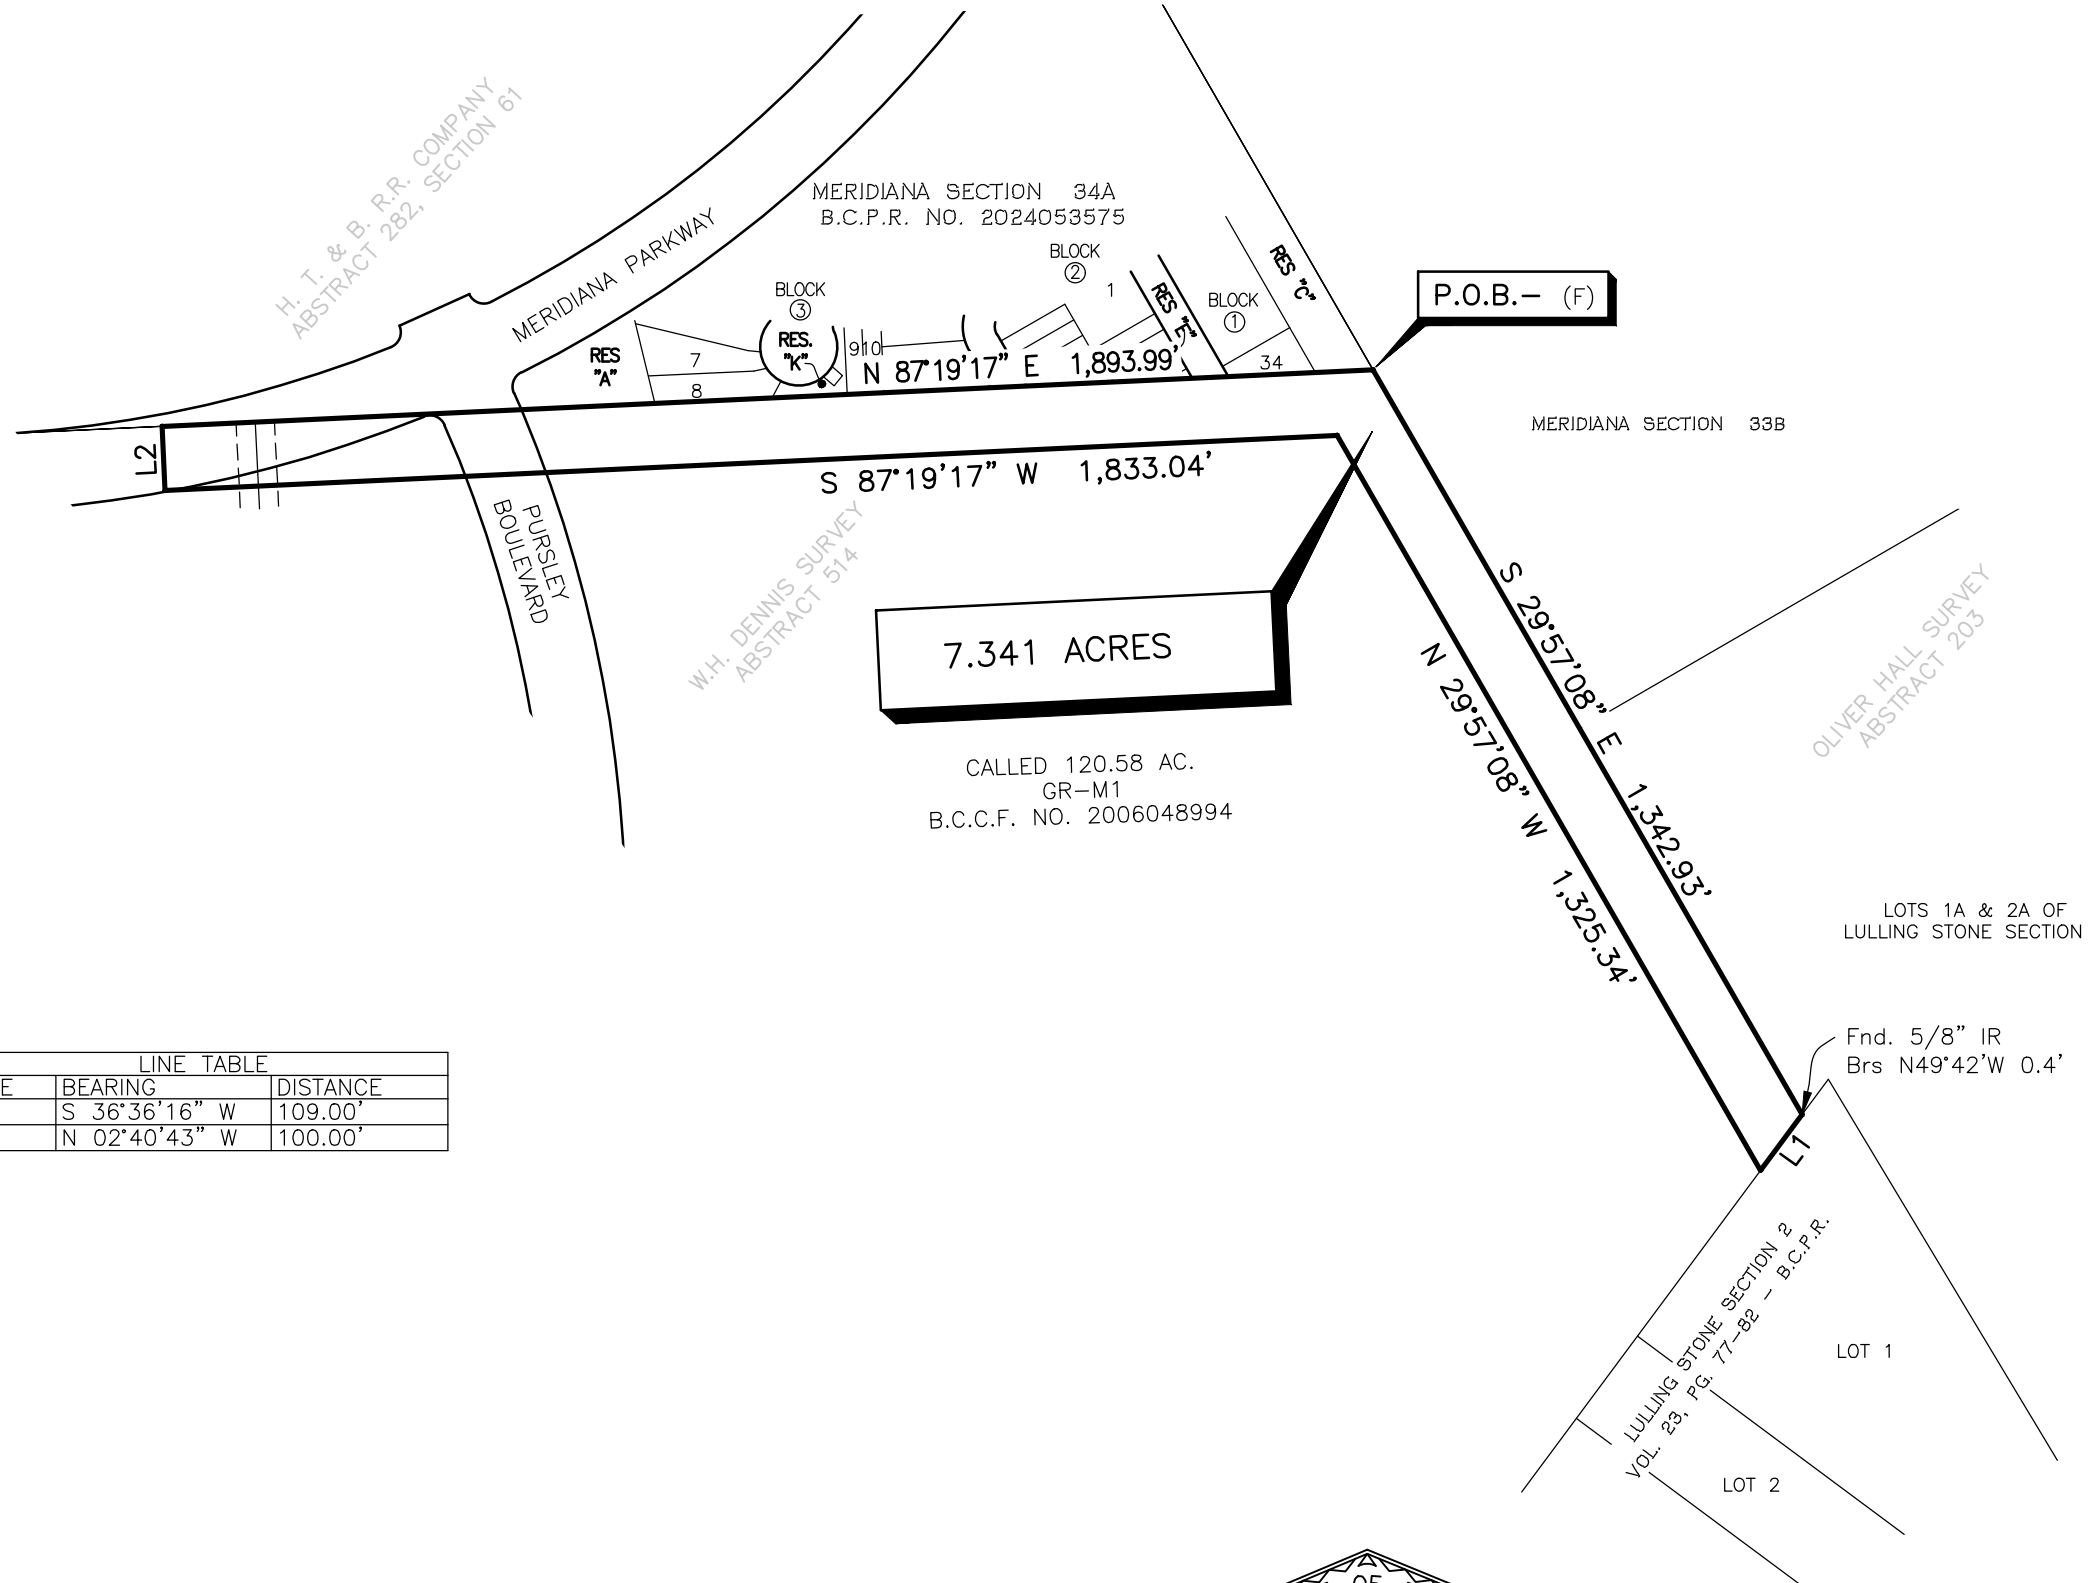 H. T. & B. R.R. COMPANY
ABSTRACT 282, SECTION 61
MERIDIANA PARKWAY
MERIDIANA SECTION 34A
B.C.P.R. NO. 2024053575
BLOCK
2
1
RES "E"
BLOCK
1
RES "C"
34
BLOCK
3
RES.
"K"
RES
"A"
7
8
9
10
N 87°19'17" E 1,893.99'
P.O.B.– (F)
MERIDIANA SECTION 33B
L2
S 87°19'17" W 1,833.04'
PURSLEY
BOULEVARD
W.H. DENNIS SURVEY
ABSTRACT 514
7.341 ACRES
CALLED 120.58 AC.
GR–M1
B.C.C.F. NO. 2006048994
S 29°57'08" E 1,342.93'
N 29°57'08" W 1,325.34'
OLIVER HALL SURVEY
ABSTRACT 203
LOTS 1A & 2A OF
LULLING STONE SECTION
Fnd. 5/8" IR
Brs N49°42'W 0.4'
L1
LINE TABLE
E BEARING DISTANCE
S 36°36'16" W 109.00'
N 02°40'43" W 100.00'
LULLING STONE SECTION 2
VOL. 23, PG. 77–82 – B.C.P.R.
LOT 1
LOT 2